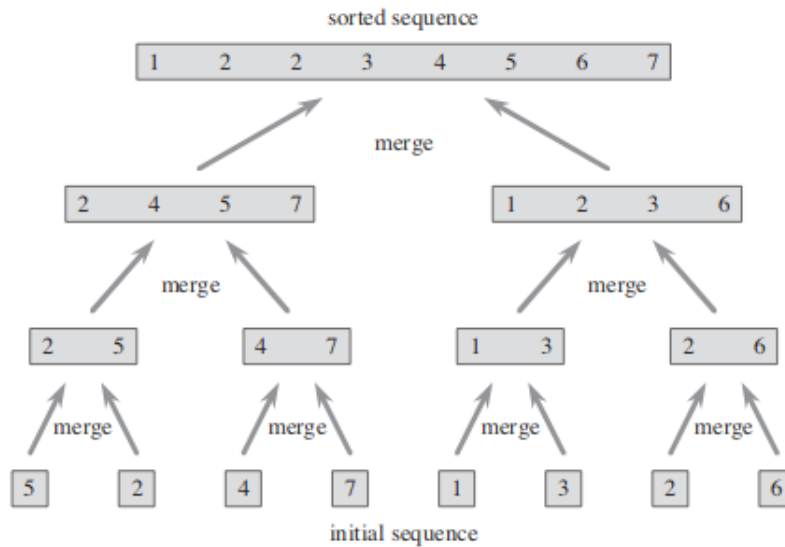 sorted sequence
1 2 2 3 4 5 6 7
merge
2 4 5 7 1 2 3 6
merge merge
2 5 4 7 1 3 2 6
merge merge merge merge
5 2 4 7 1 3 2 6
initial sequence